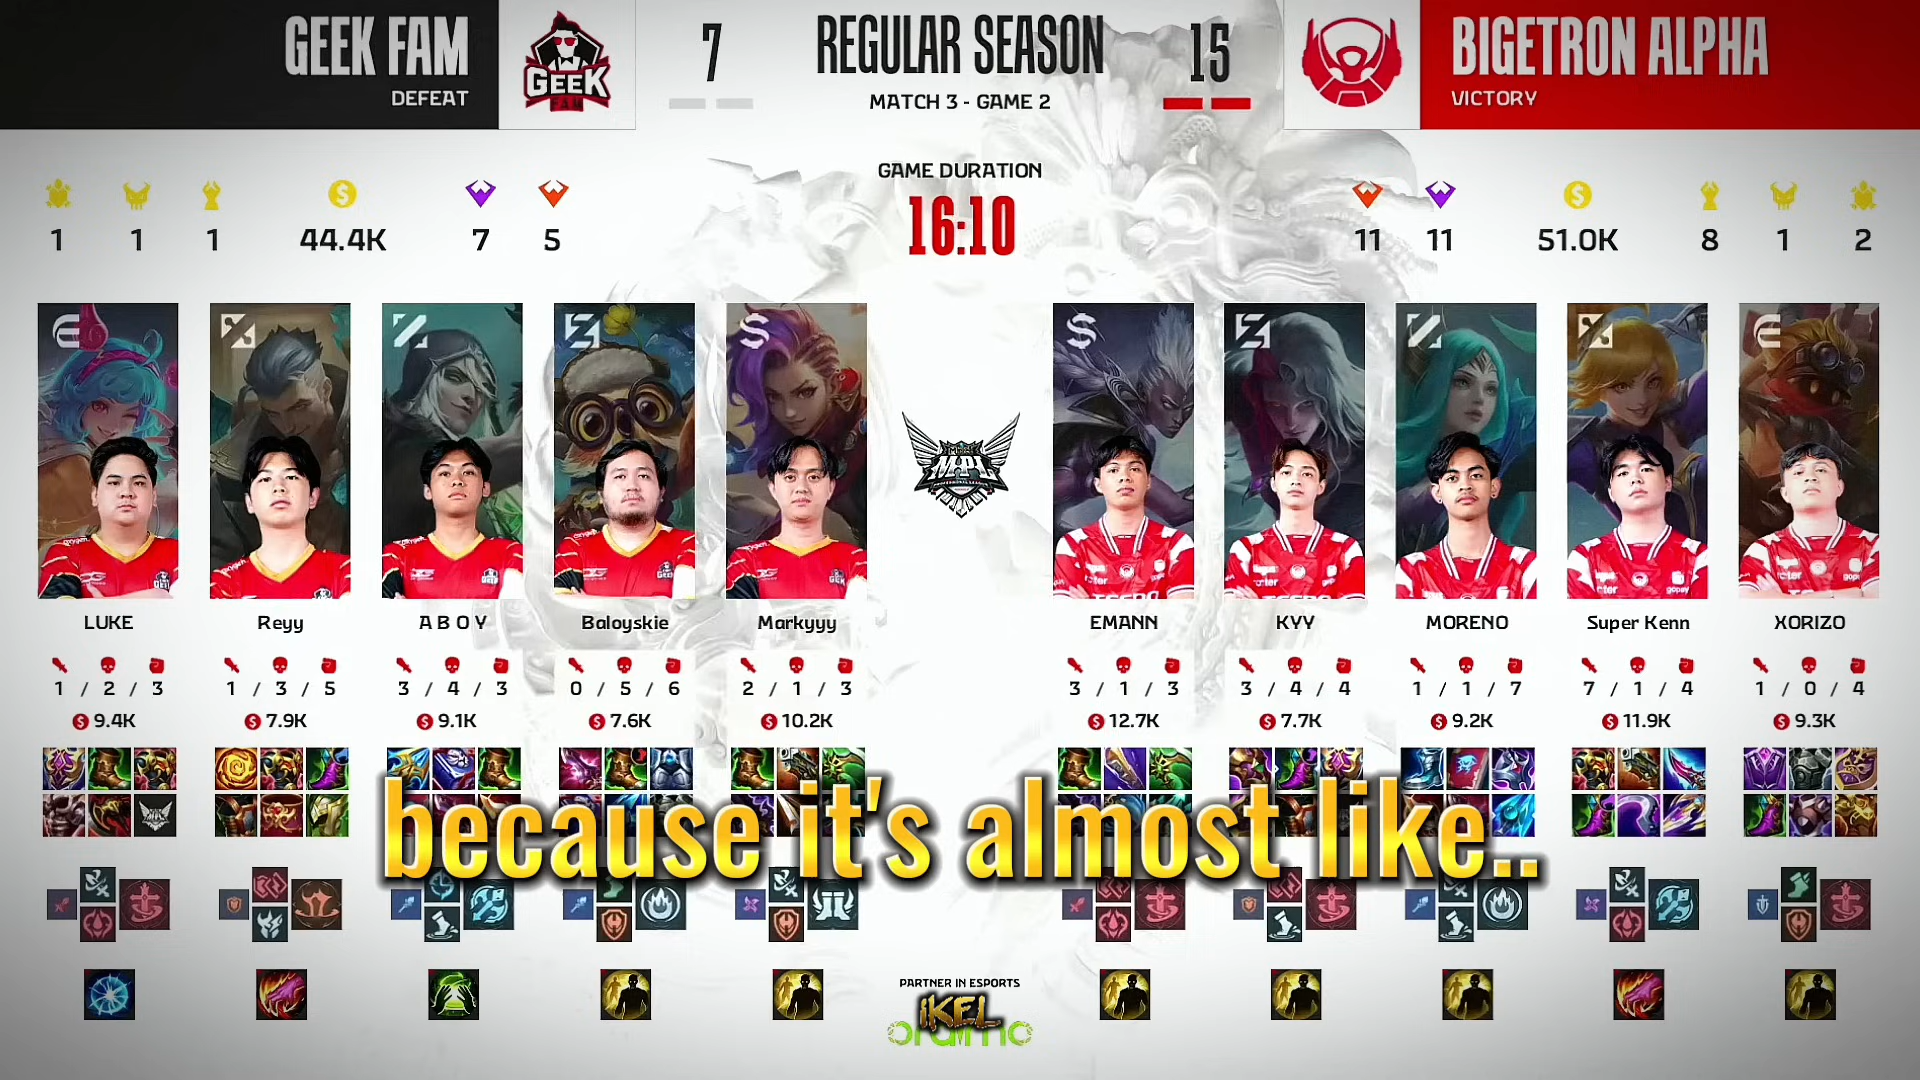 GEEK FAM
DEFEAT
GEEK
FAM
7
REGULAR SEASON
MATCH 3 - GAME 2
15
BIGETRON ALPHA
VICTORY
GAME DURATION
16:10
1 1 1 44.4K 7 5
11 11 51.0K 8 1 2
MPL
LUKE Reyy A B O Y Baloyskie Markyyy
EMANN KYY MORENO Super Kenn XORIZO
1 / 2 / 3 1 / 3 / 5 3 / 4 / 3 0 / 5 / 6 2 / 1 / 3
3 / 1 / 3 3 / 4 / 4 1 / 1 / 7 7 / 1 / 4 1 / 0 / 4
9.4K 7.9K 9.1K 7.6K 10.2K
12.7K 7.7K 9.2K 11.9K 9.3K
because it's almost like..
PARTNER IN ESPORTS
iKEL
oraimo